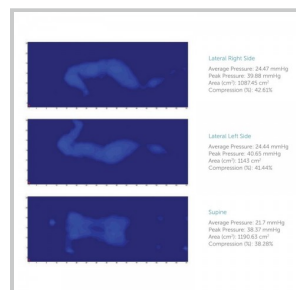 Lateral Right Side
Average Pressure: 24.47 mmHg
Peak Pressure: 39.88 mmHg
Area (cm²): 1087.45 cm²
Compression (%): 42.61%
Lateral Left Side
Average Pressure: 24.44 mmHg
Peak Pressure: 40.65 mmHg
Area (cm²): 1143 cm²
Compression (%): 41.44%
Supine
Average Pressure: 21.7 mmHg
Peak Pressure: 38.37 mmHg
Area (cm²): 1190.63 cm²
Compression (%): 38.28%